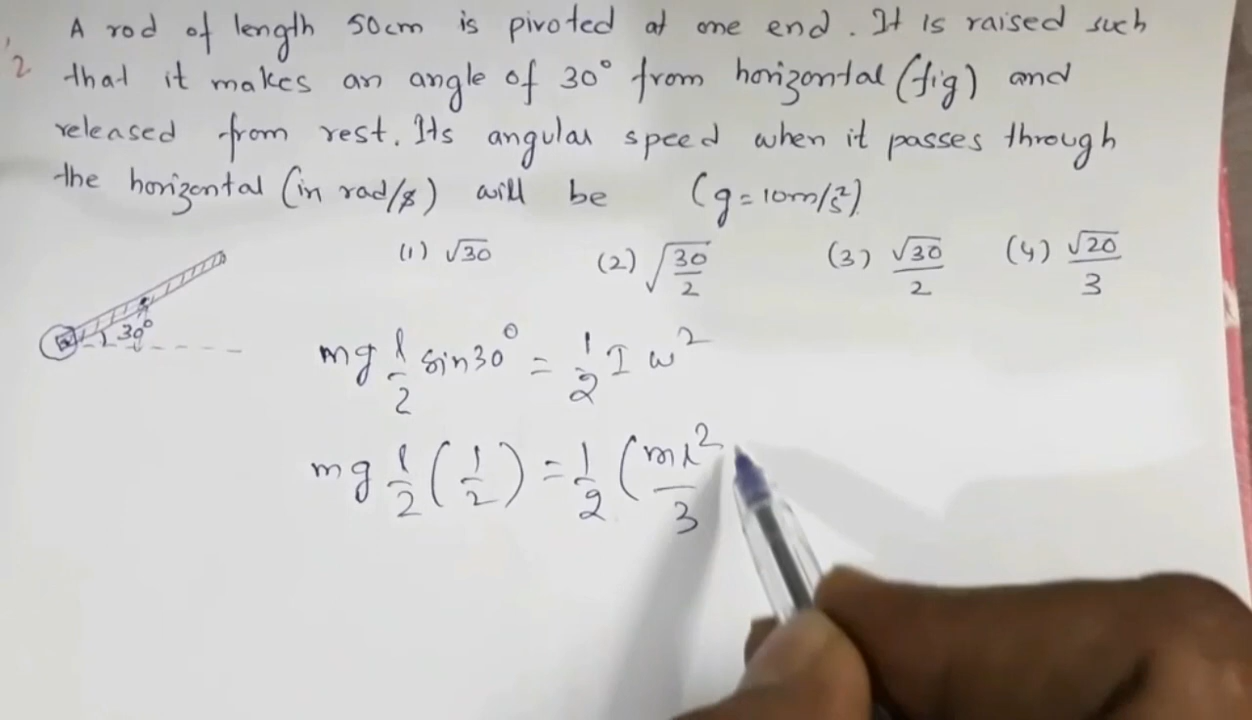 2 A rod of length 50cm is pivoted at one end. It is raised such
that it makes an angle of 30° from horizontal (fig) and
released from rest. Its angular speed when it passes through
the horizontal (in rad/s) will be (g = 10m/s²)
(1) √30 (2) √(30/2) (3) √30/2 (4) √20/3
30°
mg l/2 sin30° = 1/2 I ω²
mg l/2 (1/2) = 1/2 (ml²/3